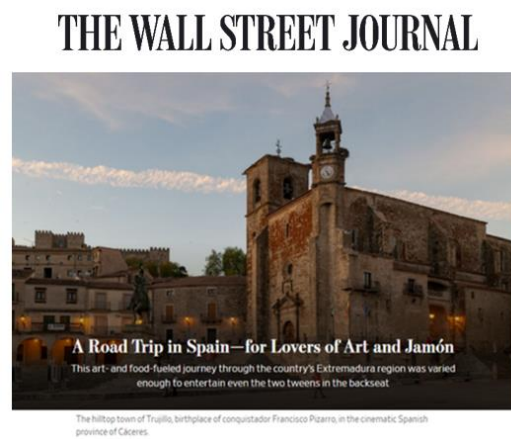 THE WALL STREET JOURNAL
A Road Trip in Spain—for Lovers of Art and Jamón
This art- and food-fueled journey through the country's Extremadura region was varied
enough to entertain even the two tweens in the backseat
The hilltop town of Trujillo, birthplace of conquistador Francisco Pizarro, in the cinematic Spanish
province of Cáceres.